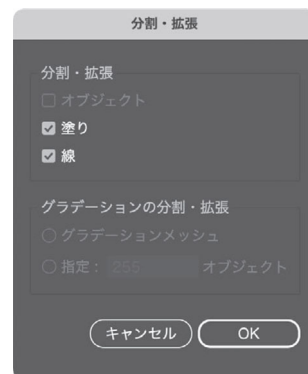 分割・拡張
分割・拡張
オブジェクト
塗り
線
グラデーションの分割・拡張
グラデーションメッシュ
指定： 255 オブジェクト
キャンセル OK